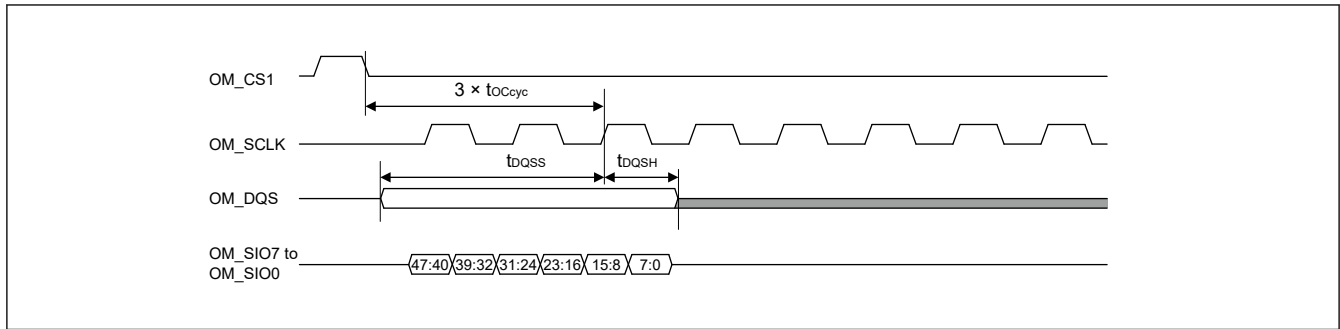 OM_CS1
3 × tOCcyc
OM_SCLK
tDQSS tDQSH
OM_DQS
OM_SIO7 to
OM_SIO0
47:40 39:32 31:24 23:16 15:8 7:0